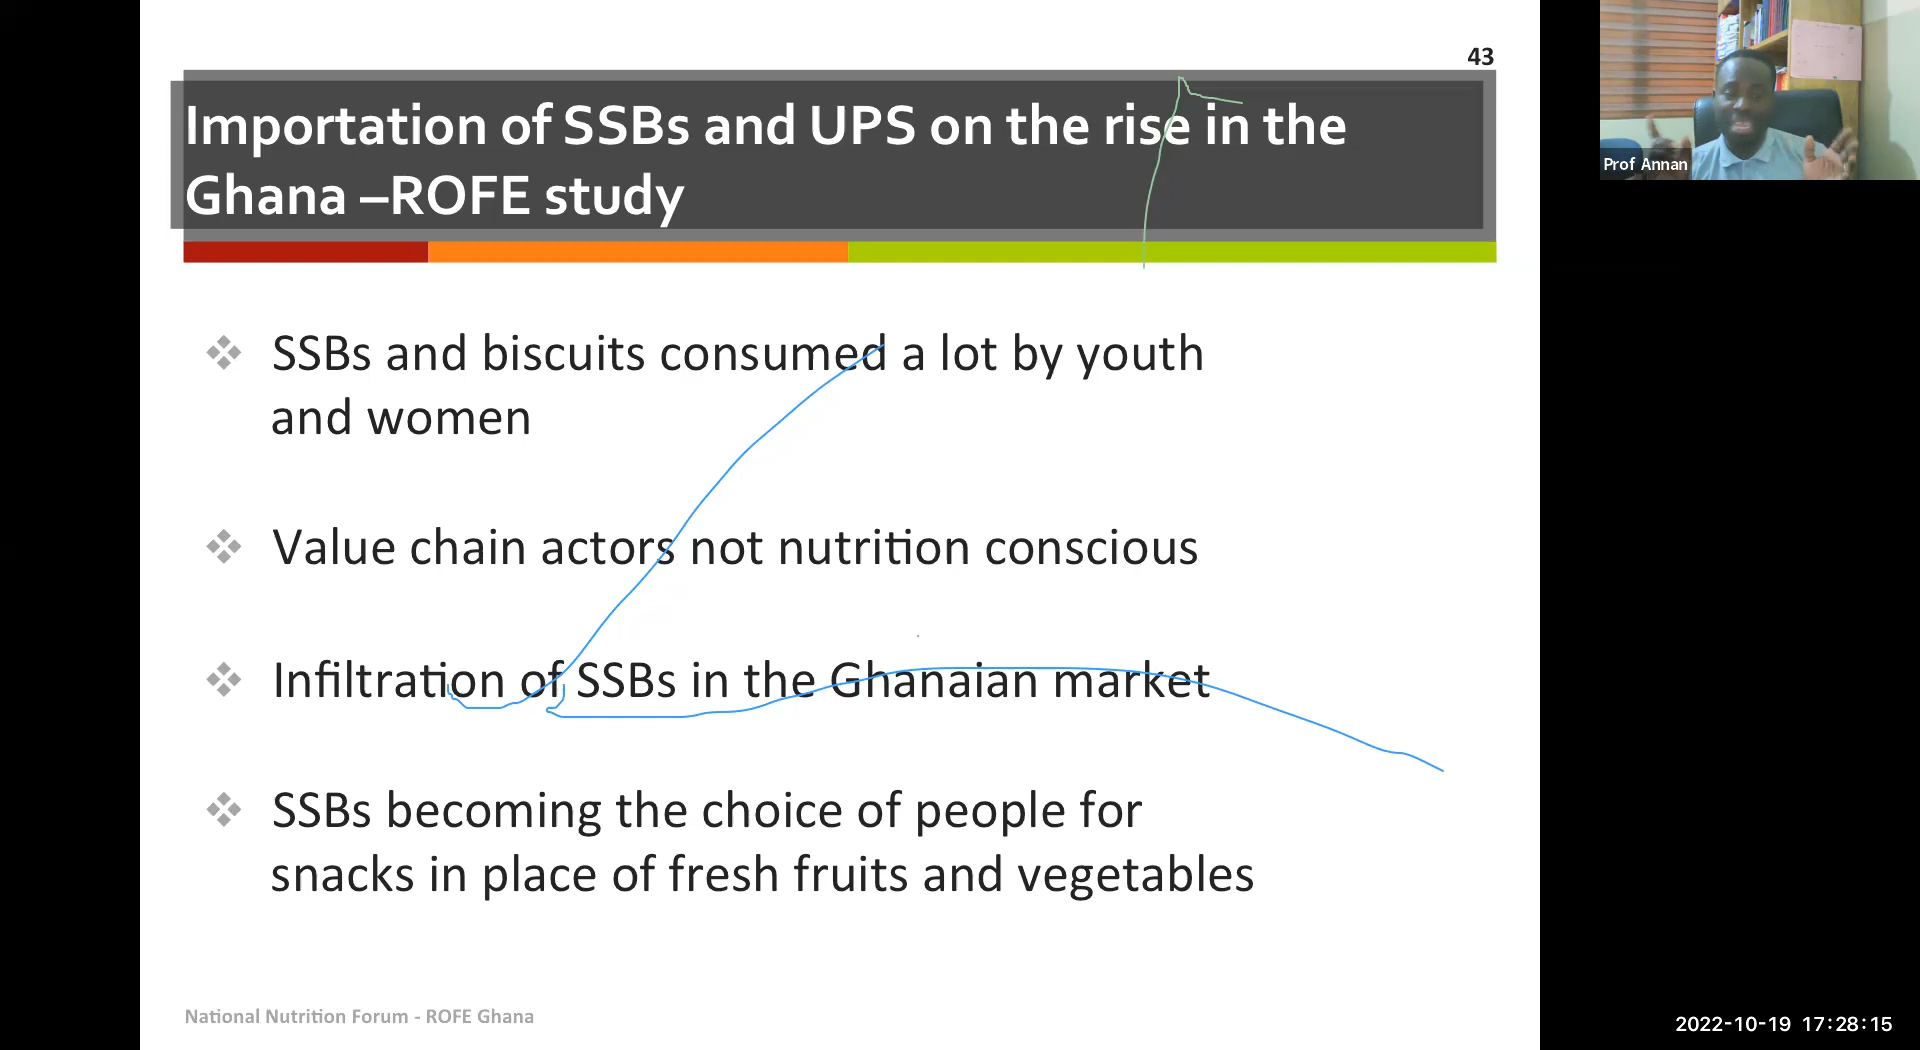 43
Importation of SSBs and UPS on the rise in the
Ghana –ROFE study
SSBs and biscuits consumed a lot by youth
and women
Value chain actors not nutrition conscious
Infiltration of SSBs in the Ghanaian market
SSBs becoming the choice of people for
snacks in place of fresh fruits and vegetables
National Nutrition Forum - ROFE Ghana
Prof Annan
2022-10-19 17:28:15